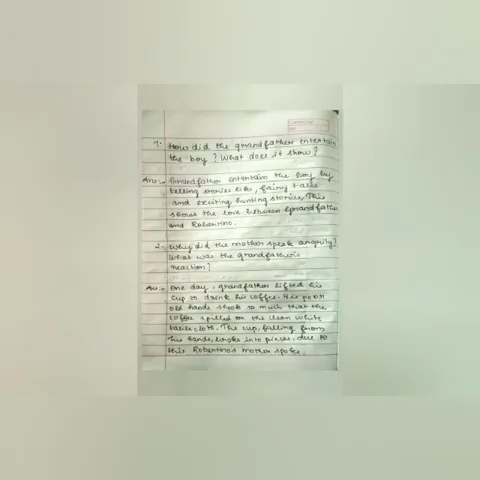 1. How did the grandfather entertain
the boy? What does it show?
Ans:- Grandfather entertain the boy by
telling stories like, fairy tales
and exciting hunting stories. This
shows the love between Grandfather
and Robertino.
2. Why did the mother speak angrily?
What was the grandfather's
reaction?
Ans:- One day, grandfather lifted his
cup to drink his coffee. His poor
old hands shook so much that the
coffee spilled on the clean white
table cloth. The cup, falling from
his hands, broke into pieces. due to
this Robertino's mother spoke